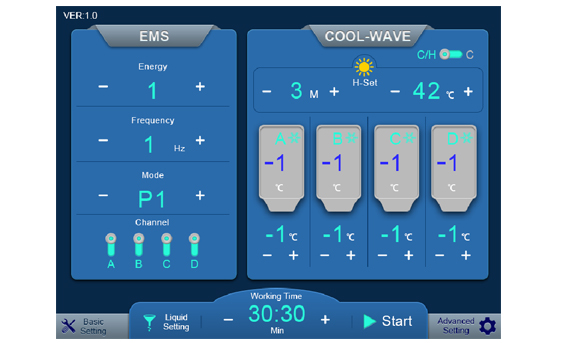 VER:1.0
EMS
Energy
- 1 +
Frequency
- 1 Hz +
Mode
- P1 +
Channel
A B C D
COOL-WAVE
C/H C
H-Set
- 3 M + - 42 ℃ +
A B C D
-1 -1 -1 -1
℃ ℃ ℃ ℃
-1℃ -1℃ -1℃ -1℃
- + - + - + - +
Basic
Setting
Liquid
Setting
Working Time
- 30:30 +
Min
Start
Advanced
Setting